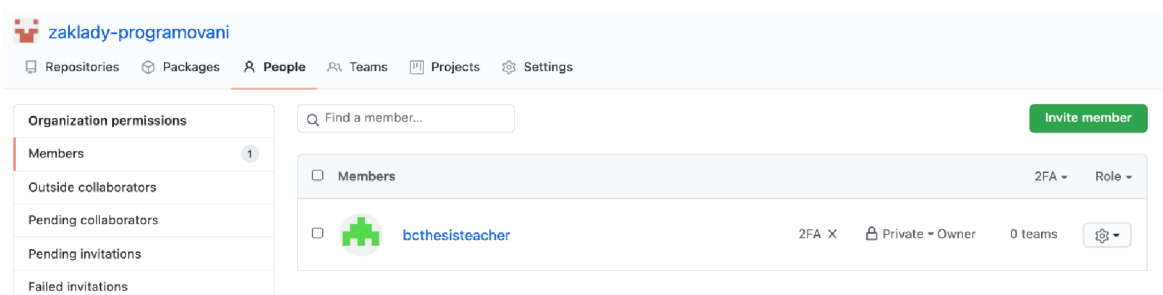 zaklady-programovani
Repositories Packages People Teams Projects Settings
Organization permissions
Members 1
Outside collaborators
Pending collaborators
Pending invitations
Failed invitations
Find a member...
Invite member
Members 2FA Role
bcthesisteacher 2FA Private Owner 0 teams